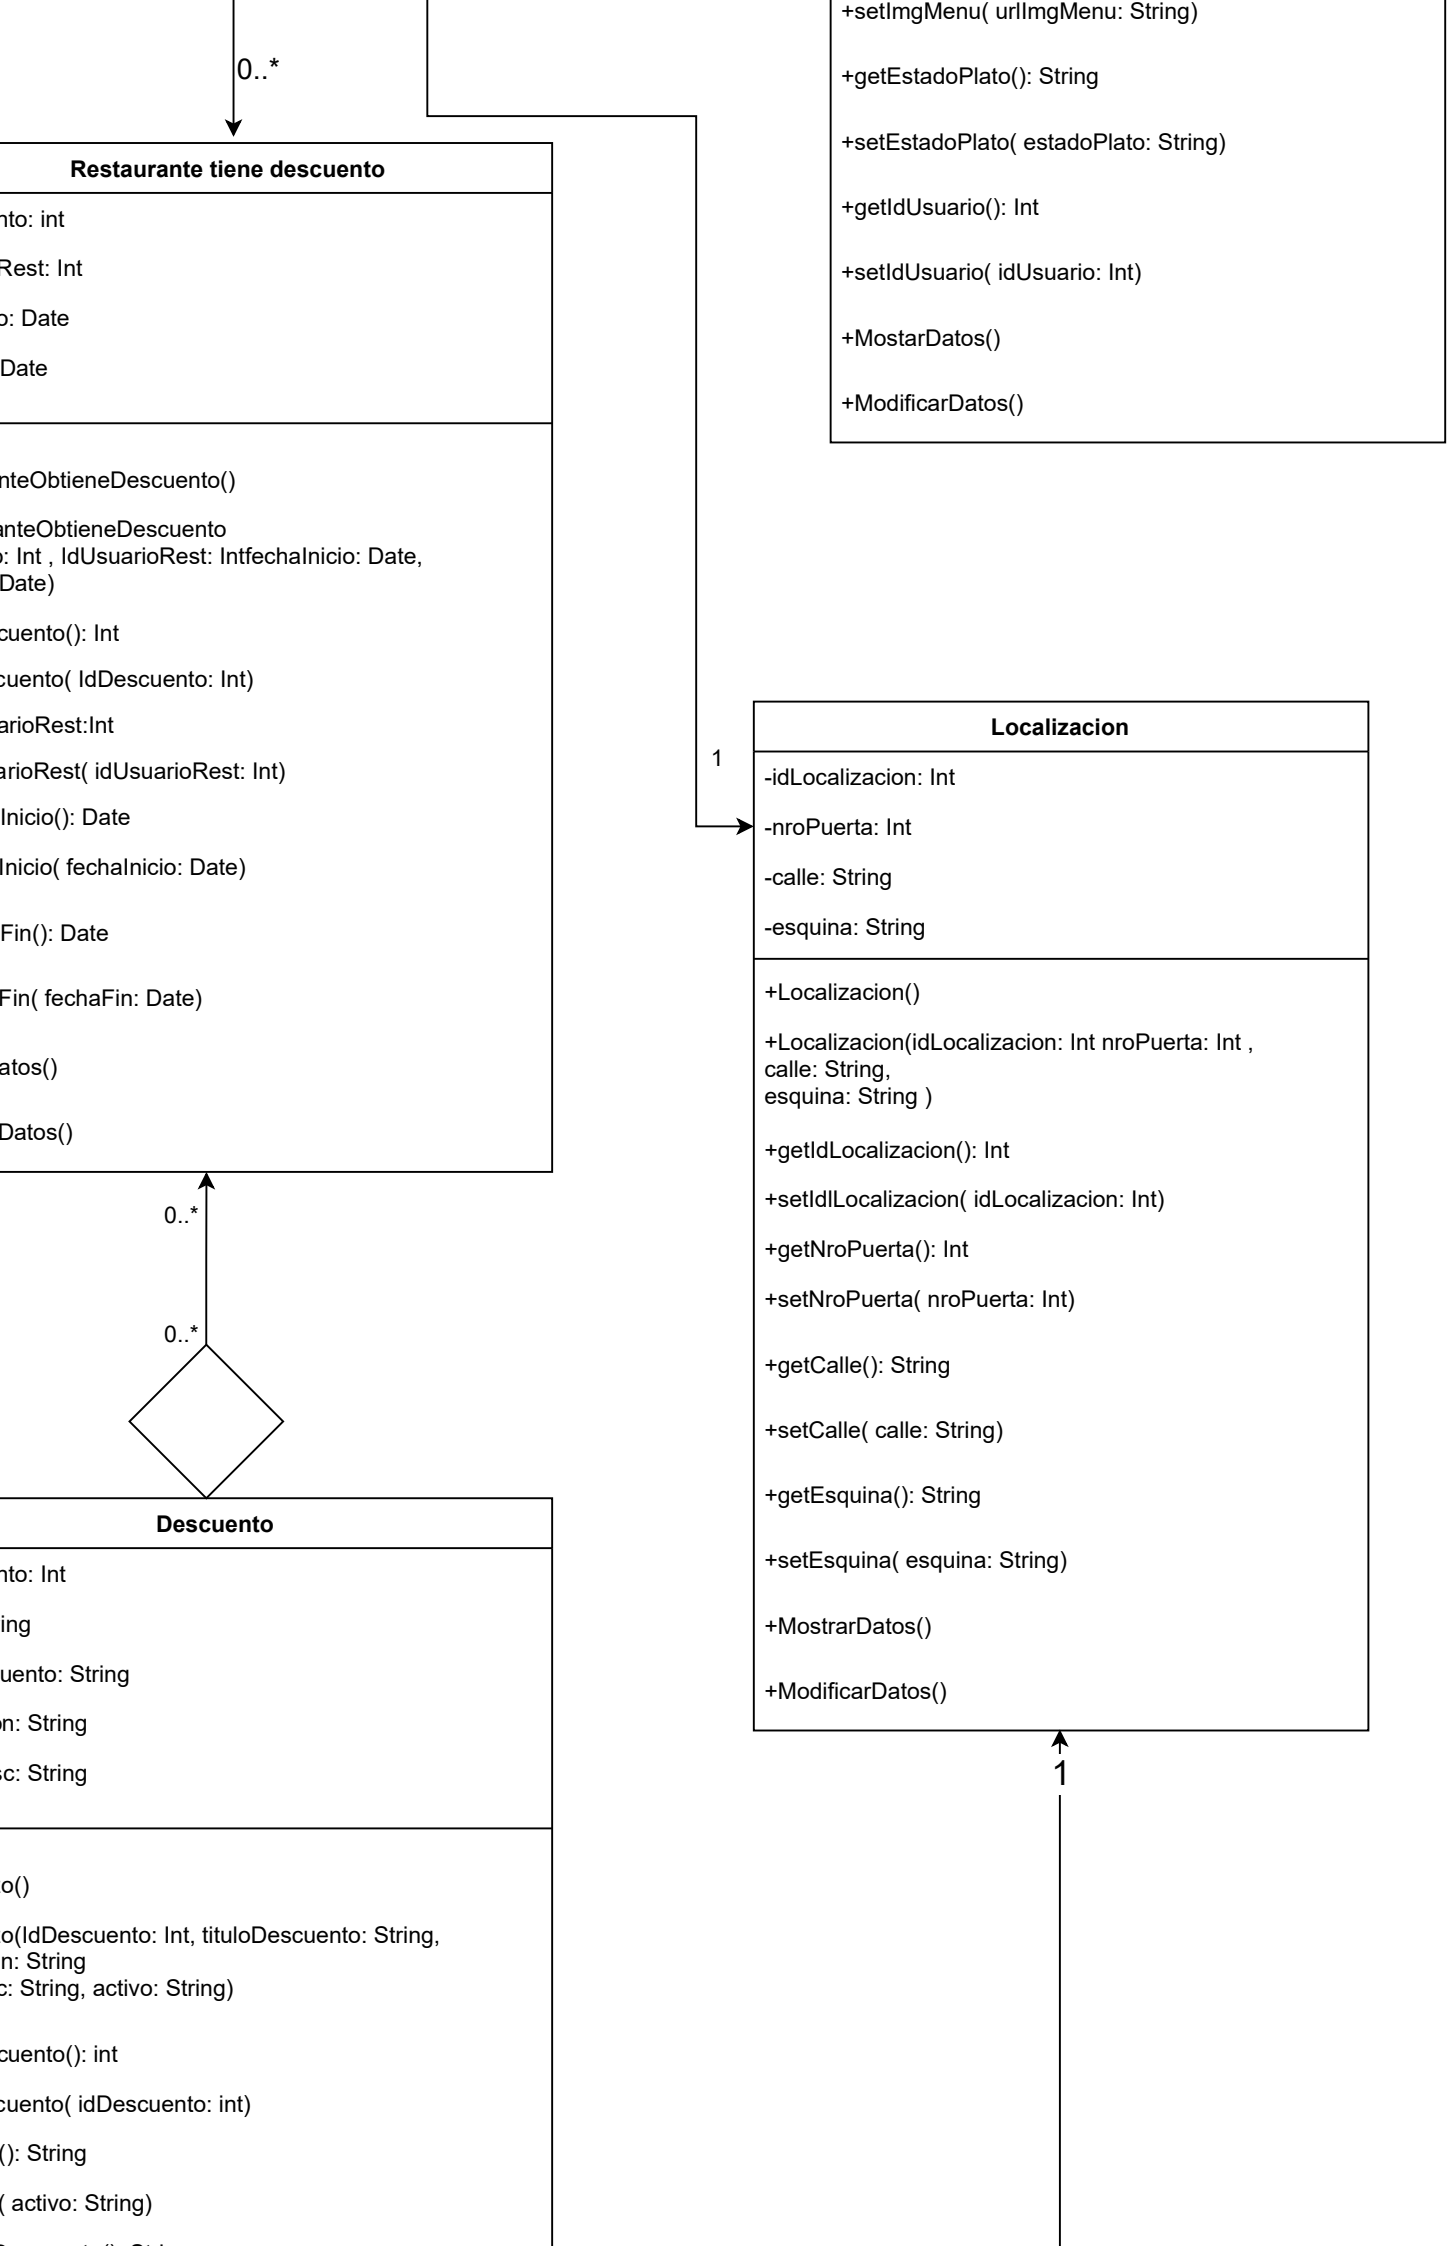 +setImgMenu( urlImgMenu: String)
+getEstadoPlato(): String
+setEstadoPlato( estadoPlato: String)
+getIdUsuario(): Int
+setIdUsuario( idUsuario: Int)
+MostarDatos()
+ModificarDatos()
0..*
Restaurante tiene descuento
nto: int
Rest: Int
o: Date
Date
nteObtieneDescuento()
anteObtieneDescuento
o: Int , IdUsuarioRest: IntfechaInicio: Date,
Date)
cuento(): Int
cuento( IdDescuento: Int)
arioRest:Int
arioRest( idUsuarioRest: Int)
Inicio(): Date
Inicio( fechaInicio: Date)
Fin(): Date
Fin( fechaFin: Date)
atos()
Datos()
0..*
0..*
1
Localizacion
-idLocalizacion: Int
-nroPuerta: Int
-calle: String
-esquina: String
+Localizacion()
+Localizacion(idLocalizacion: Int nroPuerta: Int ,
calle: String,
esquina: String )
+getIdLocalizacion(): Int
+setIdlLocalizacion( idLocalizacion: Int)
+getNroPuerta(): Int
+setNroPuerta( nroPuerta: Int)
+getCalle(): String
+setCalle( calle: String)
+getEsquina(): String
+setEsquina( esquina: String)
+MostrarDatos()
+ModificarDatos()
1
Descuento
nto: Int
ing
uento: String
on: String
sc: String
o()
o(IdDescuento: Int, tituloDescuento: String,
n: String
c: String, activo: String)
cuento(): int
cuento( idDescuento: int)
(): String
( activo: String)